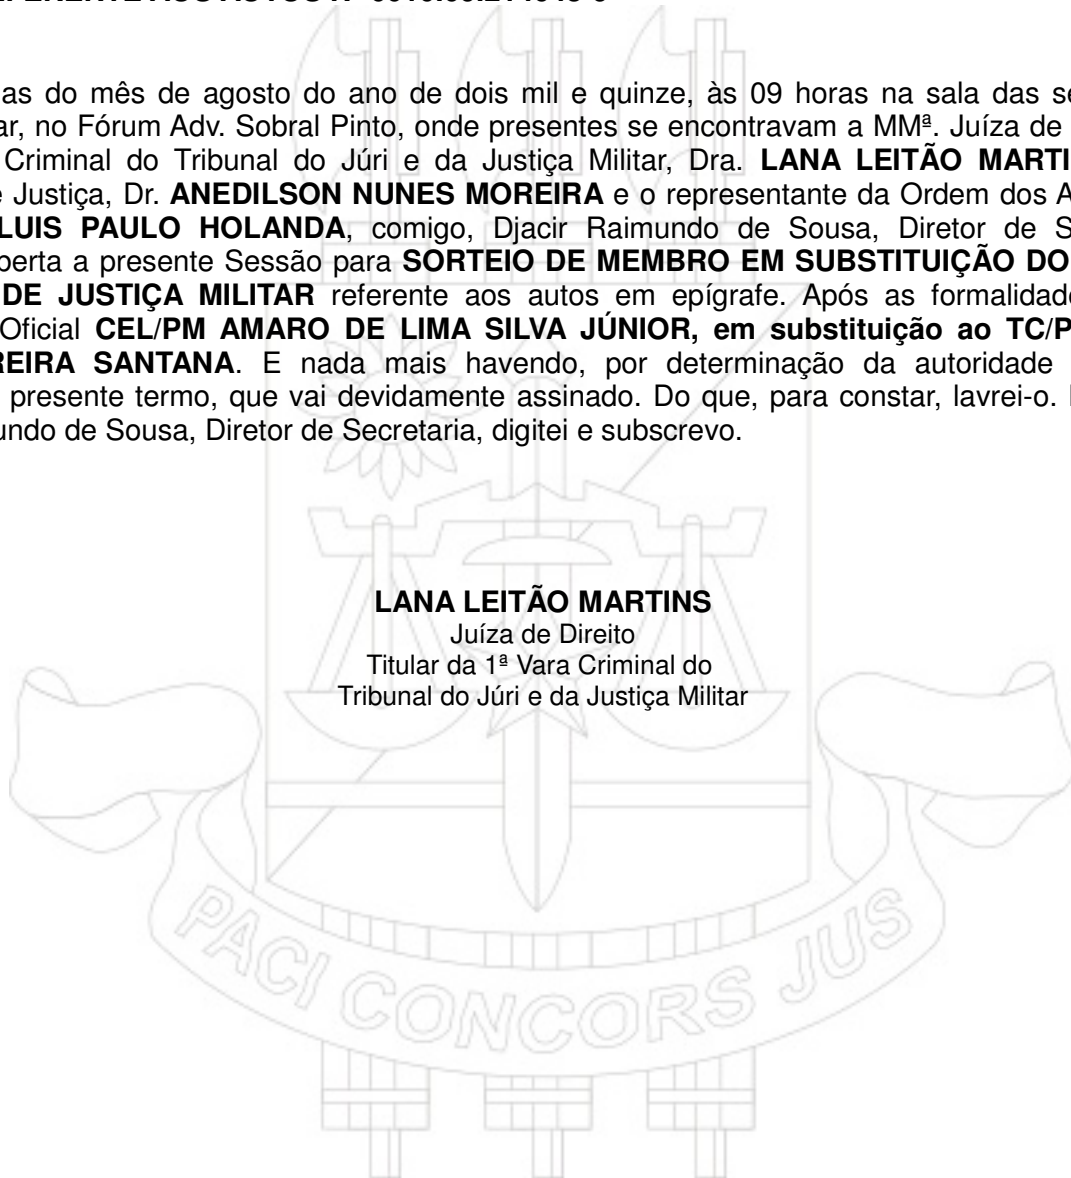 as do mês de agosto do ano de dois mil e quinze, às 09 horas na sala das se
ar, no Fórum Adv. Sobral Pinto, onde presentes se encontravam a MMª. Juíza de
Criminal do Tribunal do Júri e da Justiça Militar, Dra. LANA LEITÃO MARTI
e Justiça, Dr. ANEDILSON NUNES MOREIRA e o representante da Ordem dos A
LUIS PAULO HOLANDA, comigo, Djacir Raimundo de Sousa, Diretor de S
berta a presente Sessão para SORTEIO DE MEMBRO EM SUBSTITUIÇÃO DO
DE JUSTIÇA MILITAR referente aos autos em epígrafe. Após as formalidad
Oficial CEL/PM AMARO DE LIMA SILVA JÚNIOR, em substituição ao TC/P
REIRA SANTANA. E nada mais havendo, por determinação da autoridade
presente termo, que vai devidamente assinado. Do que, para constar, lavrei-o.
undo de Sousa, Diretor de Secretaria, digitei e subscrevo.
LANA LEITÃO MARTINS
Juíza de Direito
Titular da 1ª Vara Criminal do
Tribunal do Júri e da Justiça Militar
PACI CONCORS JUS